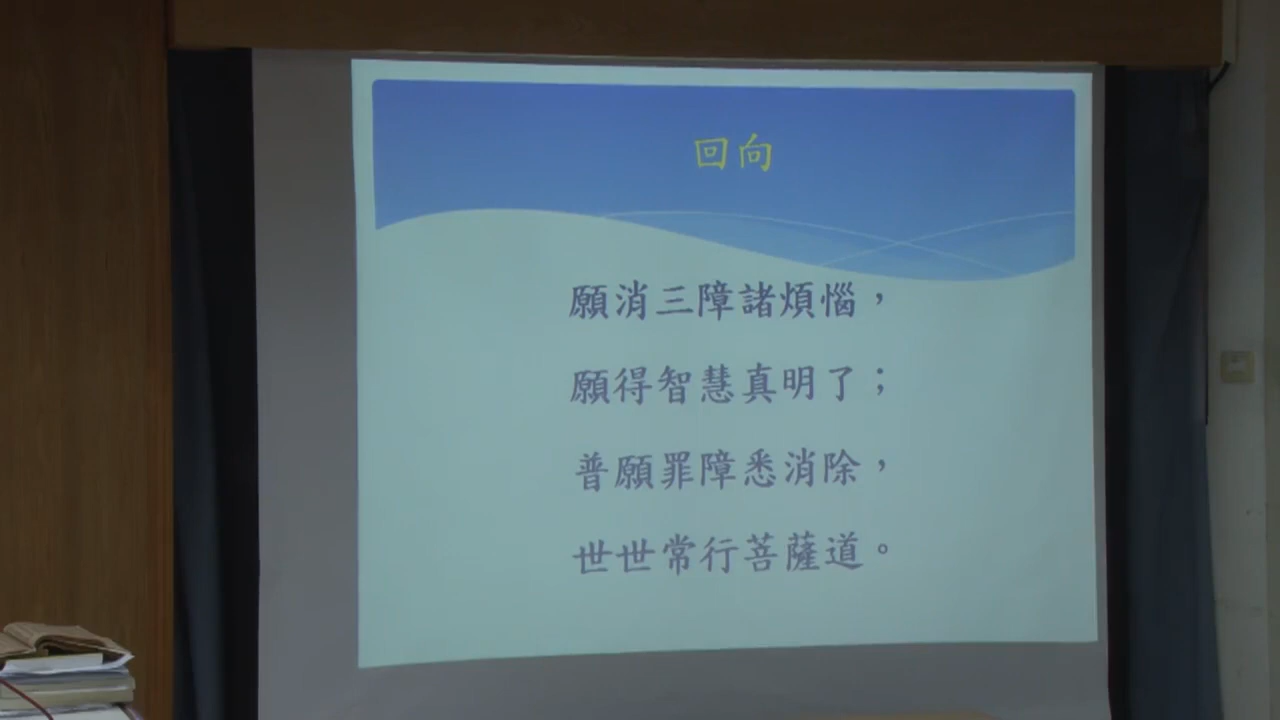 回向
願消三障諸煩惱，
願得智慧真明了；
普願罪障悉消除，
世世常行菩薩道。